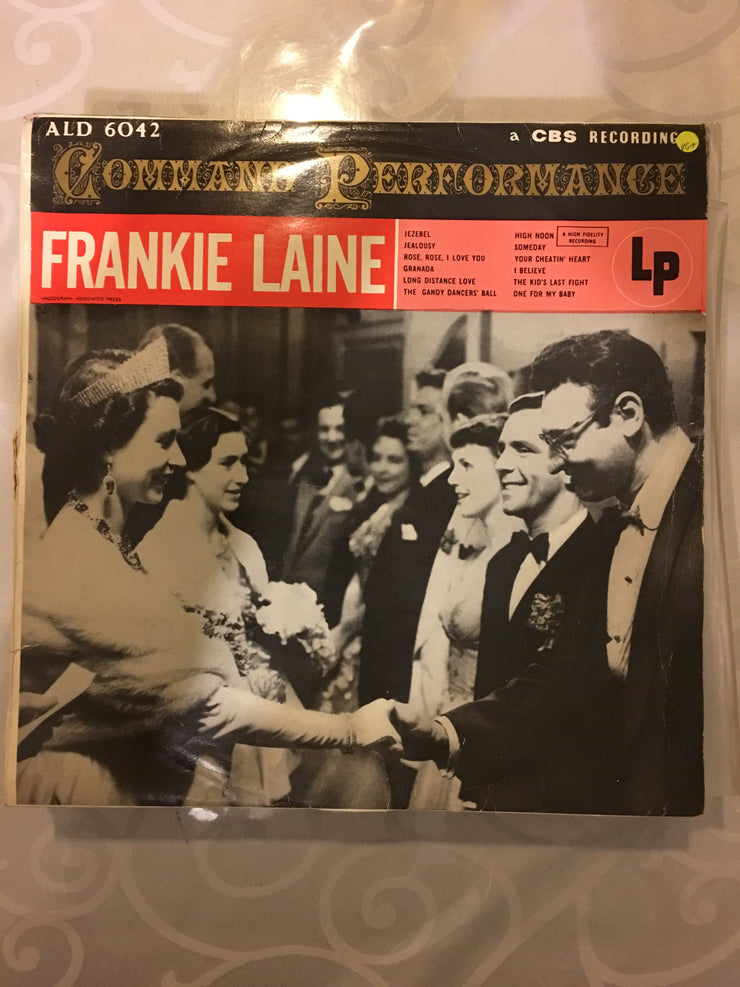 ALD 6042
a CBS RECORDING
COMMAND PERFORMANCE
FRANKIE LAINE
PHOTOGRAPH: ASSOCIATED PRESS
JEZEBEL
JEALOUSY
ROSE, ROSE, I LOVE YOU
GRANADA
LONG DISTANCE LOVE
THE GANDY DANCERS' BALL
HIGH NOON
SOMEDAY
YOUR CHEATIN' HEART
I BELIEVE
THE KID'S LAST FIGHT
ONE FOR MY BABY
A HIGH FIDELITY
RECORDING
LP